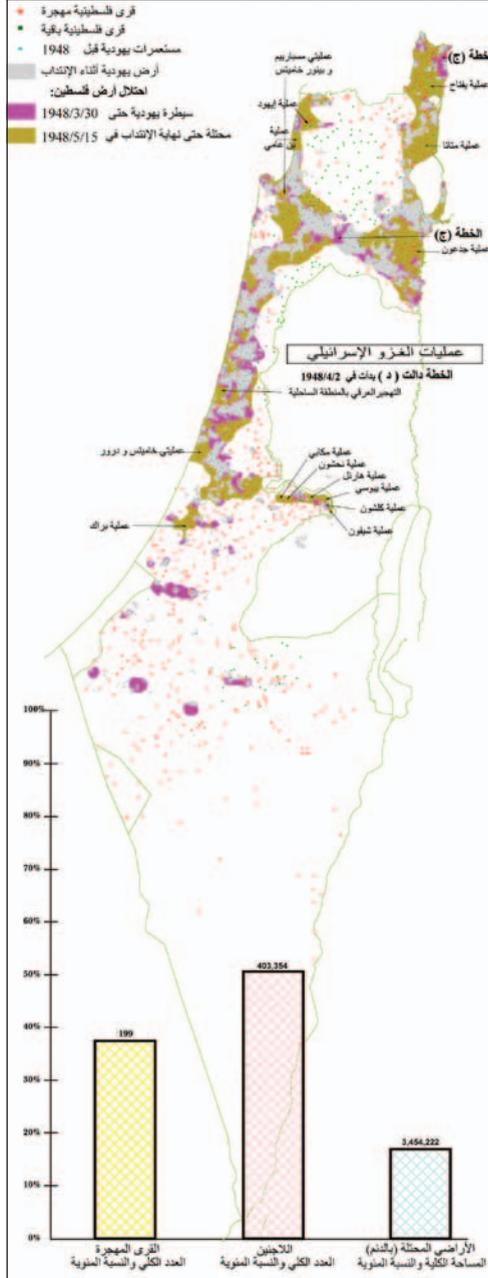 قرى فلسطينية مهجرة
قرى فلسطينية باقية
مستعمرات يهودية قبل 1948
أرض يهودية أثناء الإنتداب
احتلال أرض فلسطين:
سيطرة يهودية حتى 1948/3/30
محتلة حتى نهاية الإنتداب في 1948/5/15
عمليتي مسباريم
و بيئور خاميتس
عملية إيهود
عملية
بن عامي
الخطة (ج)
عملية يفتاح
عملية متاتا
الخطة (ج)
عملية جدعون
عمليات الغزو الإسرائيلي
الخطة دالت ( د ) بدأت في 1948/4/2
التهجير العرقي بالمنطقة الساحلية
عمليتي خاميتس و درور
عملية مكابي
عملية نحشون
عملية هارئل
عملية يبوسي
عملية كلشون
عملية شيفون
عملية براك
100%
90%
80%
70%
60%
50%
40%
30%
20%
10%
0%
199
403,354
3,454,222
القرى المهجرة
العدد الكلي والنسبة المئوية
اللاجئين
العدد الكلي والنسبة المئوية
الأراضي المحتلة (بالدنم)
المساحة الكلية والنسبة المئوية